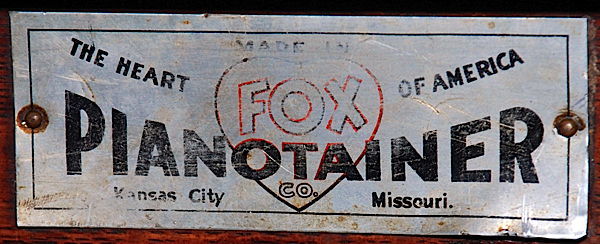 MADE IN
THE HEART OF AMERICA
FOX
PIANOTAINER
CO.
Kansas City Missouri.